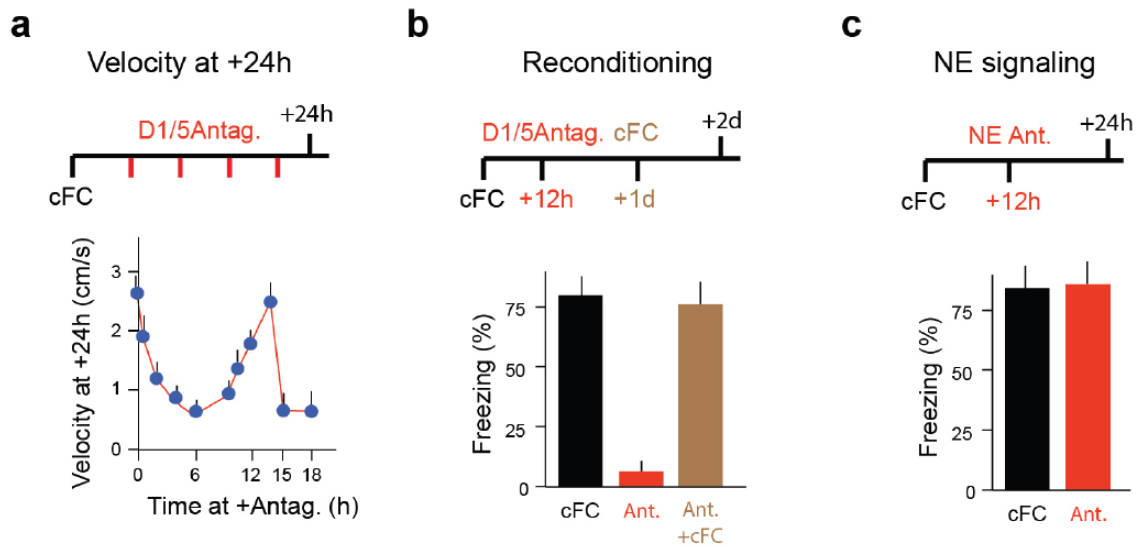 a
Velocity at +24h
D1/5Antag.
+24h
cFC
Velocity at +24h (cm/s)
3
2
1
0
0
6
12
15
18
Time at +Antag. (h)
b
Reconditioning
D1/5Antag.
cFC
+2d
cFC
+12h
+1d
Freezing (%)
75
50
25
0
cFC
Ant.
Ant.
+cFC
c
NE signaling
NE Ant.
+24h
cFC
+12h
Freezing (%)
75
50
25
0
cFC
Ant.